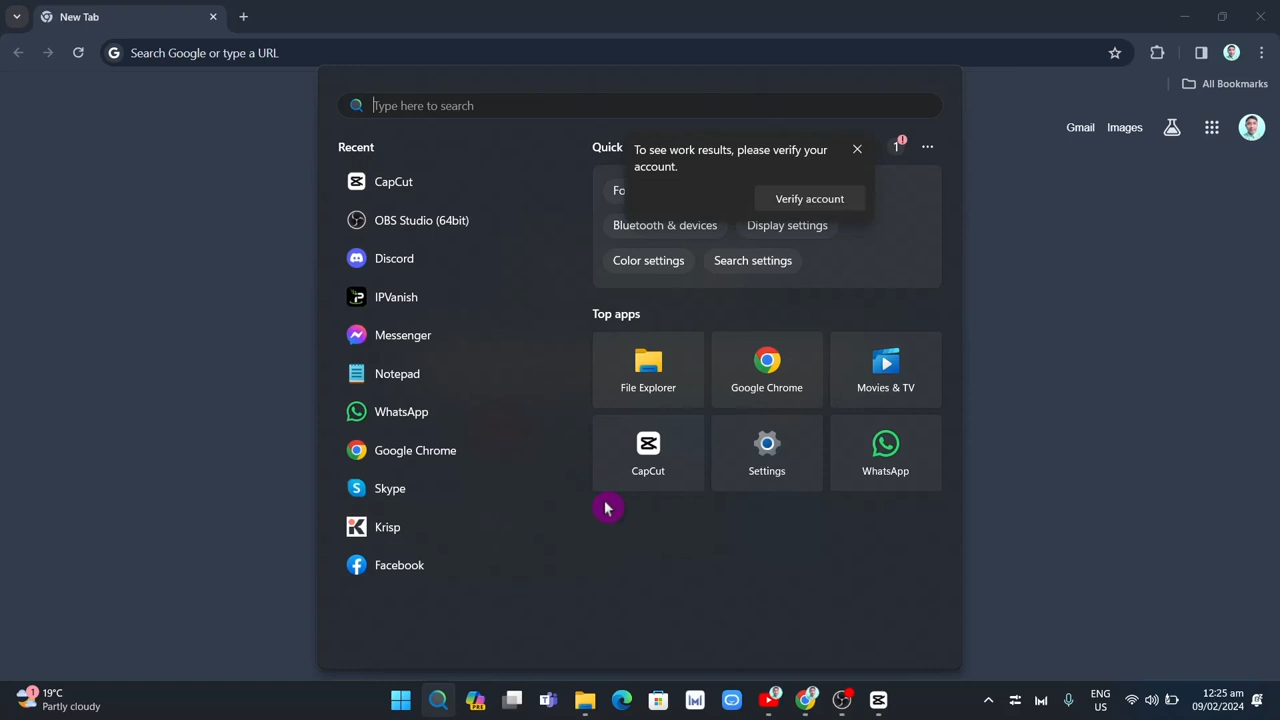 New Tab
Search Google or type a URL
All Bookmarks
Gmail Images
Type here to search
Recent
CapCut
OBS Studio (64bit)
Discord
IPVanish
Messenger
Notepad
WhatsApp
Google Chrome
Skype
Krisp
Facebook
Quick
1
To see work results, please verify your
account.
Verify account
Fo
Bluetooth & devices
Display settings
Color settings
Search settings
Top apps
File Explorer
Google Chrome
Movies & TV
CapCut
Settings
WhatsApp
1
19°C
Partly cloudy
PRE
ENG
US
12:25 am
09/02/2024